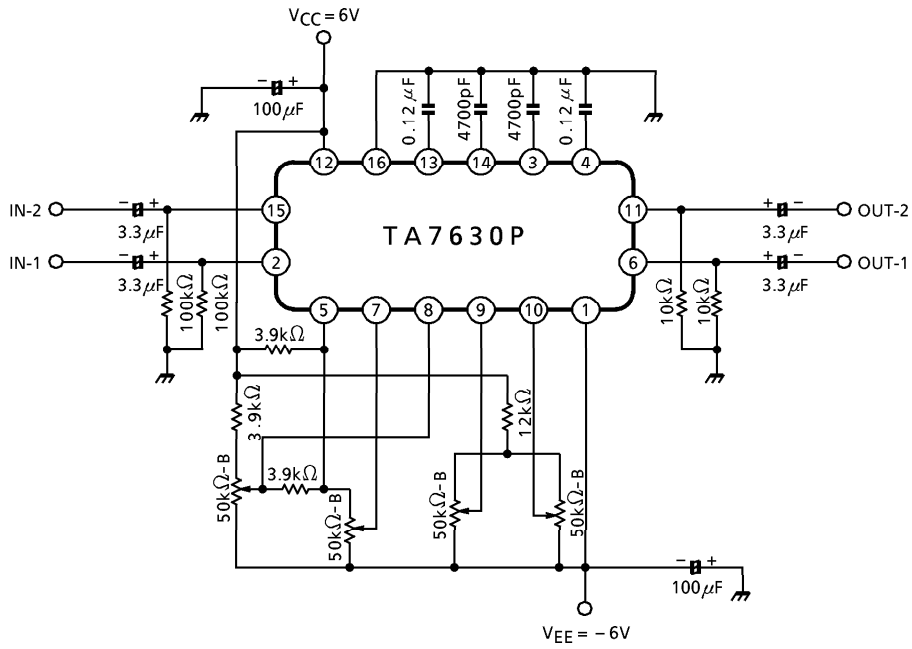 VCC = 6V
− +
100μF
0.12μF
4700pF
4700pF
0.12μF
12
16
13
14
3
4
IN-2
− +
3.3μF
15
TA7630P
11
+ −
3.3μF
OUT-2
IN-1
− +
3.3μF
2
6
+ −
3.3μF
OUT-1
100kΩ
100kΩ
10kΩ
10kΩ
5
7
8
9
10
1
3.9kΩ
3.9kΩ
12kΩ
50kΩ-B
3.9kΩ
50kΩ-B
50kΩ-B
50kΩ-B
− +
100μF
VEE = −6V